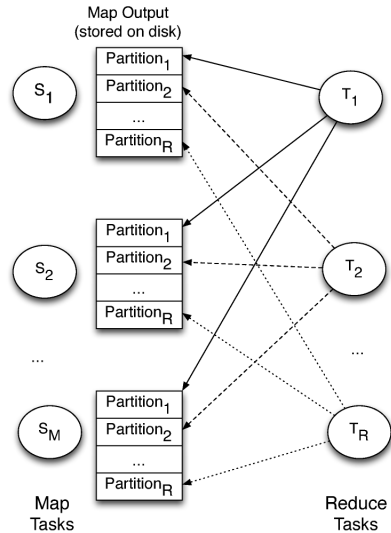 Map Output
(stored on disk)
S1
Partition1
Partition2
...
PartitionR
T1
S2
Partition1
Partition2
...
PartitionR
T2
...
...
SM
Partition1
Partition2
...
PartitionR
TR
Map
Tasks
Reduce
Tasks